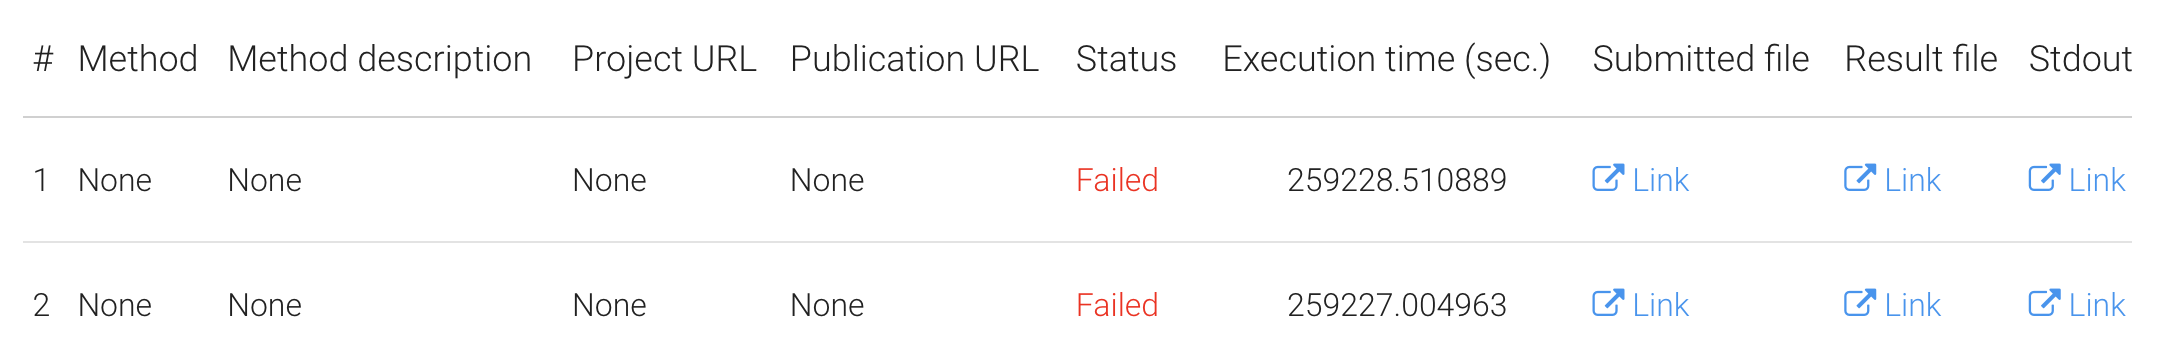 # Method Method description Project URL Publication URL Status Execution time (sec.) Submitted file Result file Stdout
1 None None None None Failed 259228.510889 Link Link Link
2 None None None None Failed 259227.004963 Link Link Link